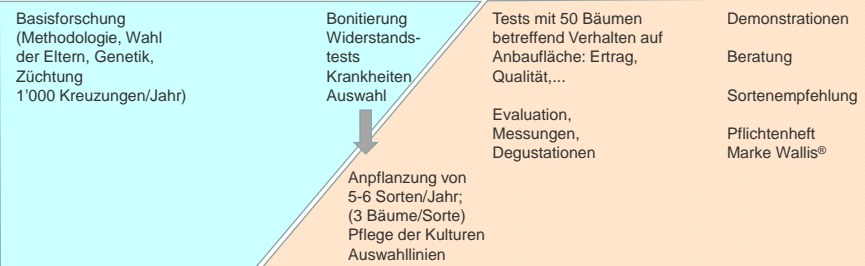 Basisforschung
(Methodologie, Wahl
der Eltern, Genetik,
Züchtung
1’000 Kreuzungen/Jahr)
Bonitierung
Widerstands-
tests
Krankheiten
Auswahl
Anpflanzung von
5-6 Sorten/Jahr;
(3 Bäume/Sorte)
Pflege der Kulturen
Auswahllinien
Tests mit 50 Bäumen
betreffend Verhalten auf
Anbaufläche: Ertrag,
Qualität,...
Evaluation,
Messungen,
Degustationen
Demonstrationen
Beratung
Sortenempfehlung
Pflichtenheft
Marke Wallis®